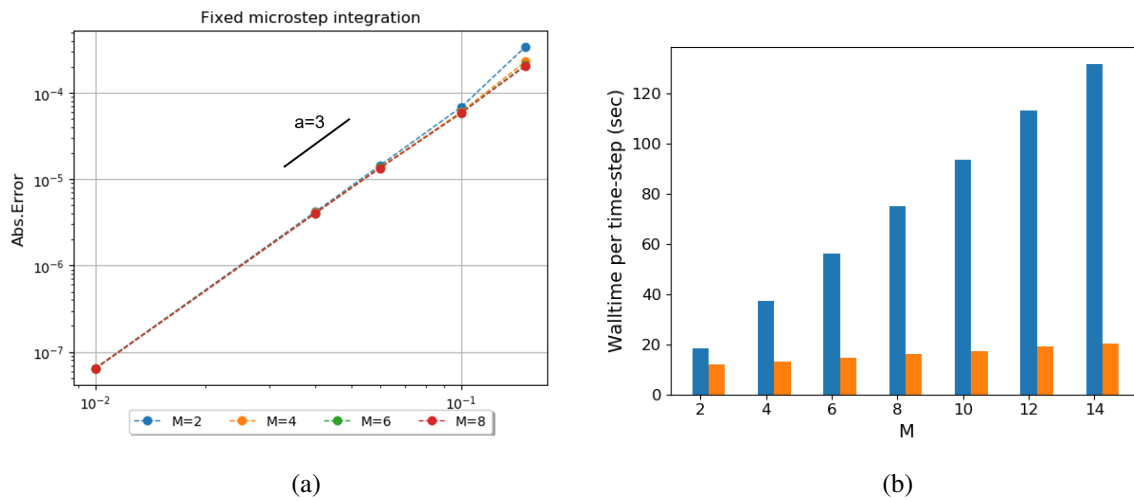 Fixed microstep integration
Abs.Error
10⁻⁴
10⁻⁵
10⁻⁶
10⁻⁷
a=3
10⁻² 10⁻¹
M=2 M=4 M=6 M=8
(a)
Walltime per time-step (sec)
120
100
80
60
40
20
0
2 4 6 8 10 12 14
M
(b)